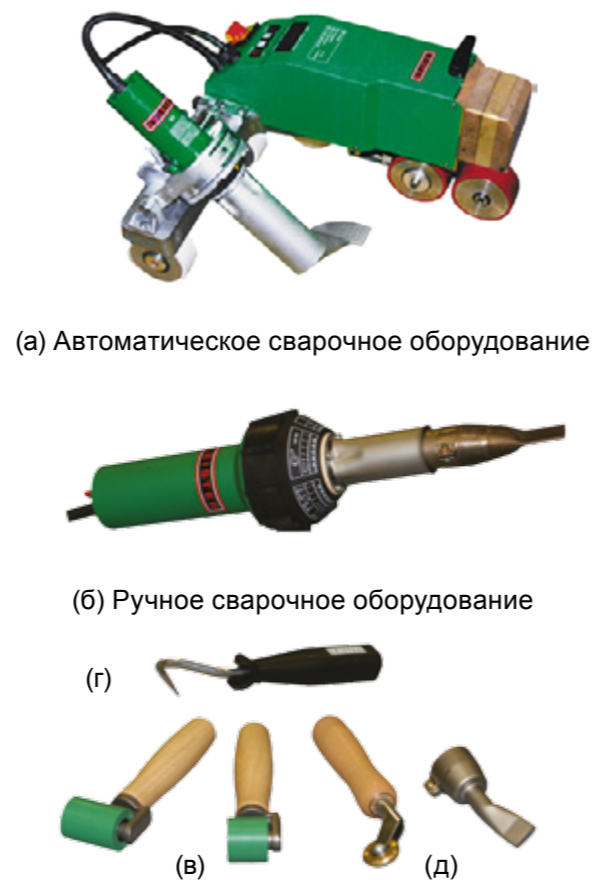 (а) Автоматическое сварочное оборудование
(б) Ручное сварочное оборудование
(г)
(в)
(д)